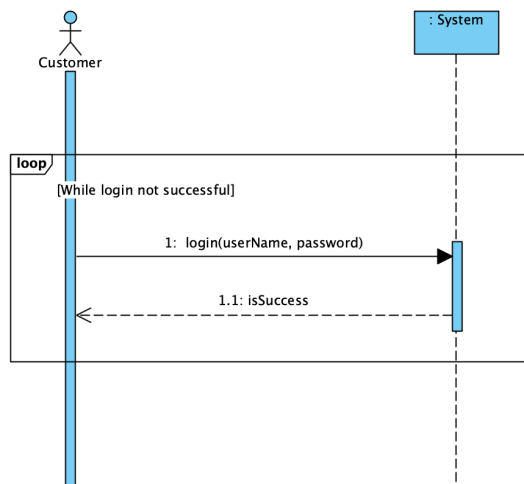 : System
Customer
loop
[While login not successful]
1: login(userName, password)
1.1: isSuccess